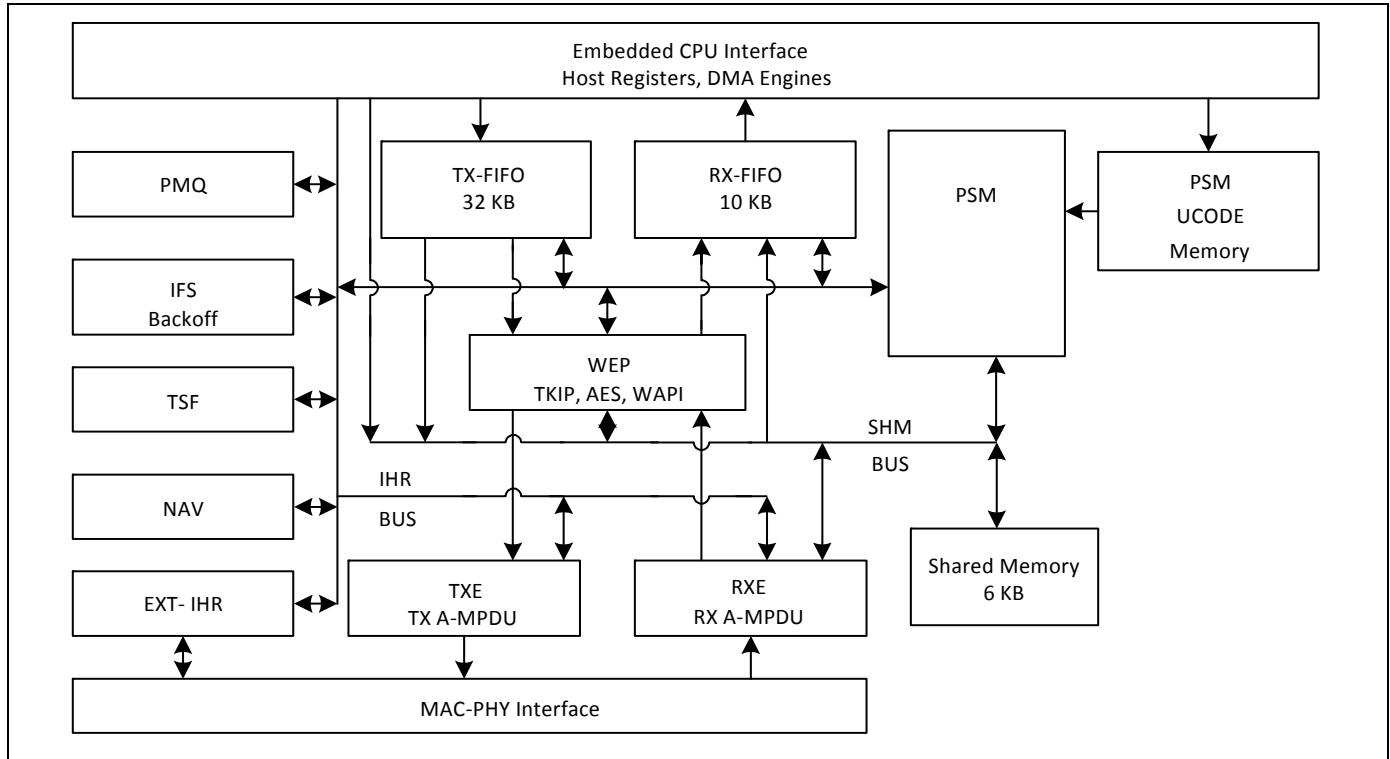 Embedded CPU Interface
Host Registers, DMA Engines
PMQ
TX-FIFO
32 KB
RX-FIFO
10 KB
PSM
PSM
UCODE
Memory
IFS
Backoff
WEP
TKIP, AES, WAPI
TSF
SHM
BUS
NAV
IHR
BUS
Shared Memory
6 KB
EXT- IHR
TXE
TX A-MPDU
RXE
RX A-MPDU
MAC-PHY Interface